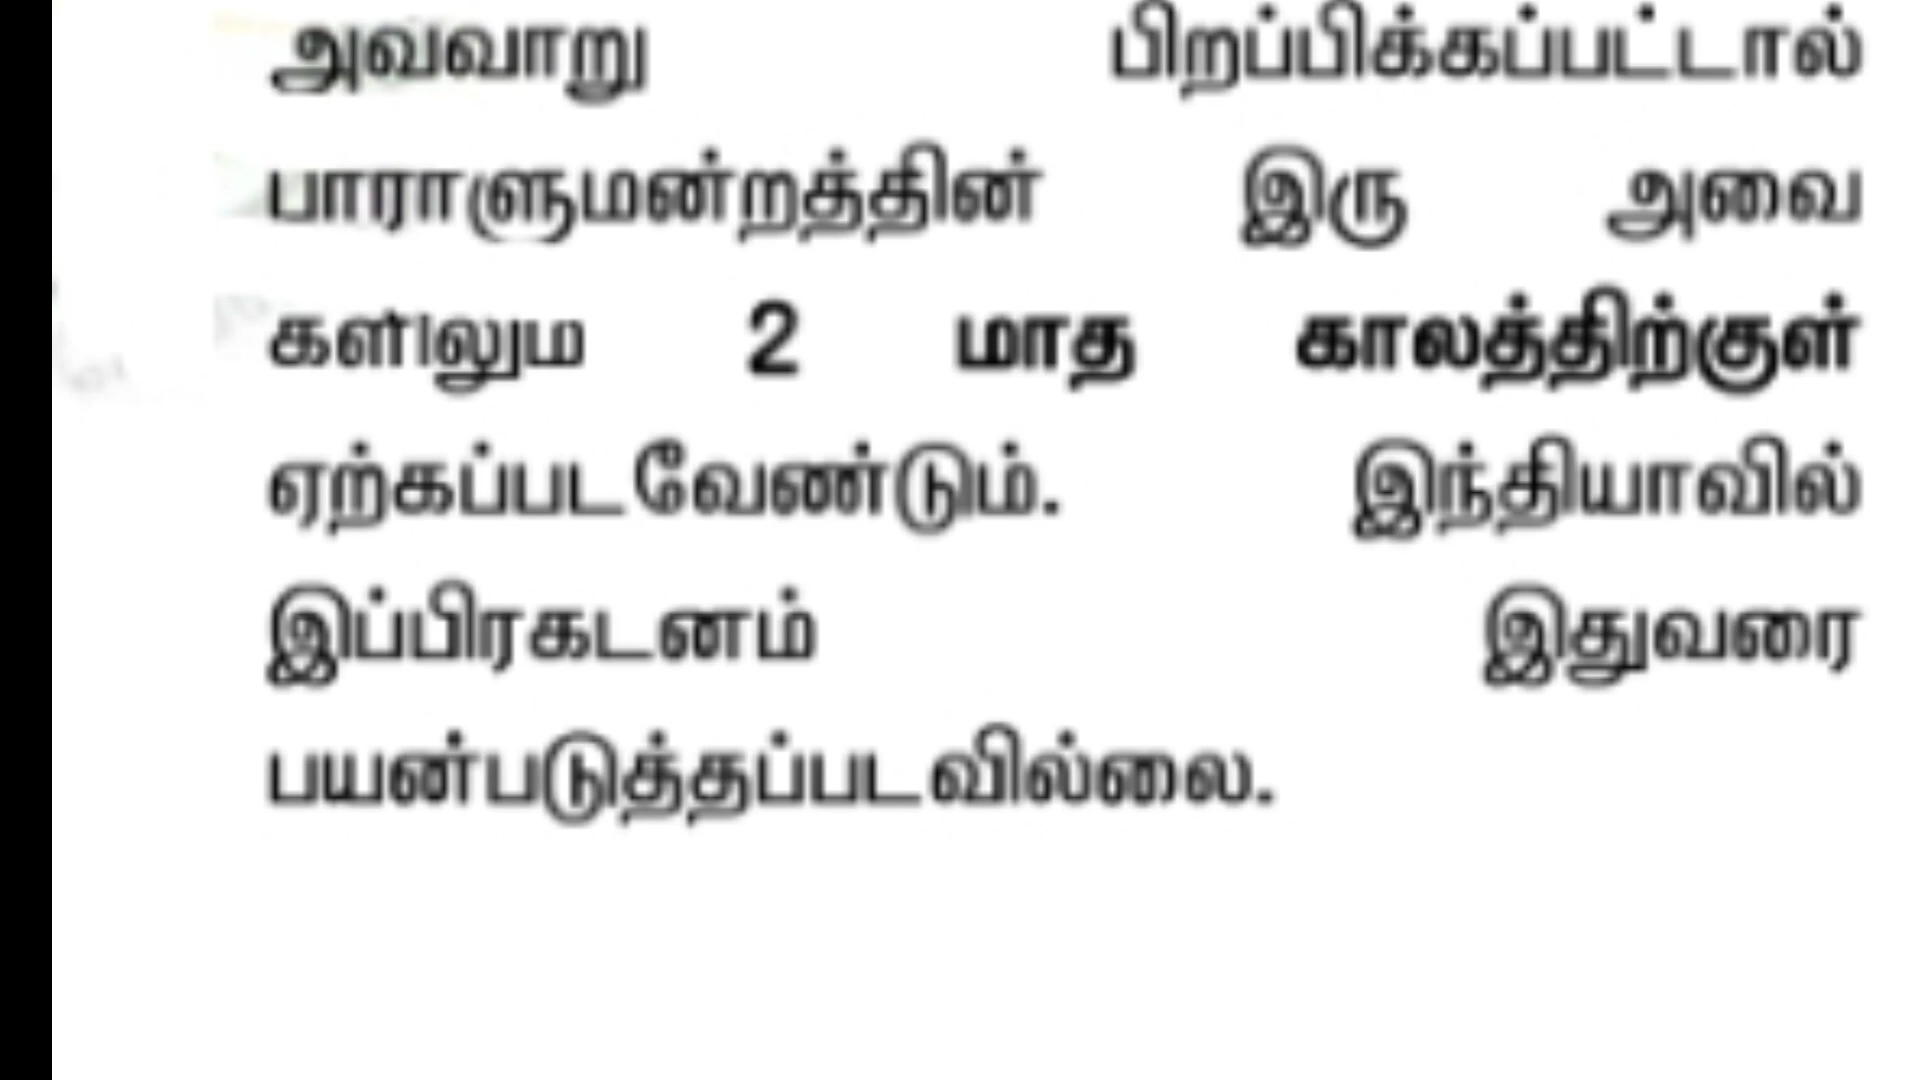 அவ்வாறு பிறப்பிக்கப்பட்டால்
பாராளுமன்றத்தின் இரு அவை
களிலும் 2 மாத காலத்திற்குள்
ஏற்கப்படவேண்டும். இந்தியாவில்
இப்பிரகடனம் இதுவரை
பயன்படுத்தப்படவில்லை.